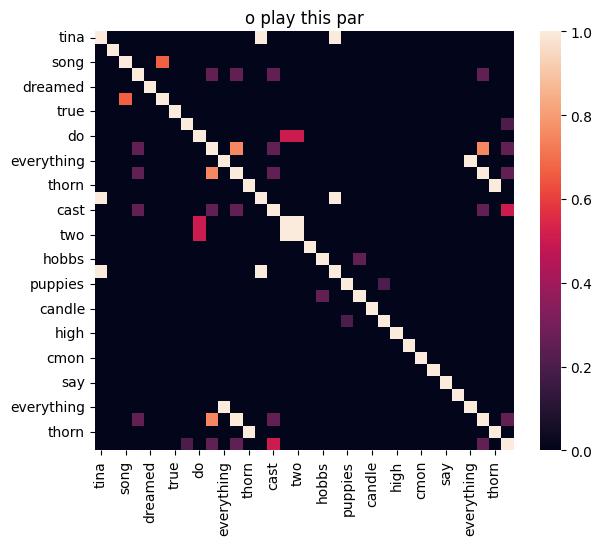 o play this par
tina
song
dreamed
true
do
everything
thorn
cast
two
hobbs
puppies
candle
high
cmon
say
everything
thorn
1.0
0.8
0.6
0.4
0.2
0.0
tina
song
dreamed
true
do
everything
thorn
cast
two
hobbs
puppies
candle
high
cmon
say
everything
thorn